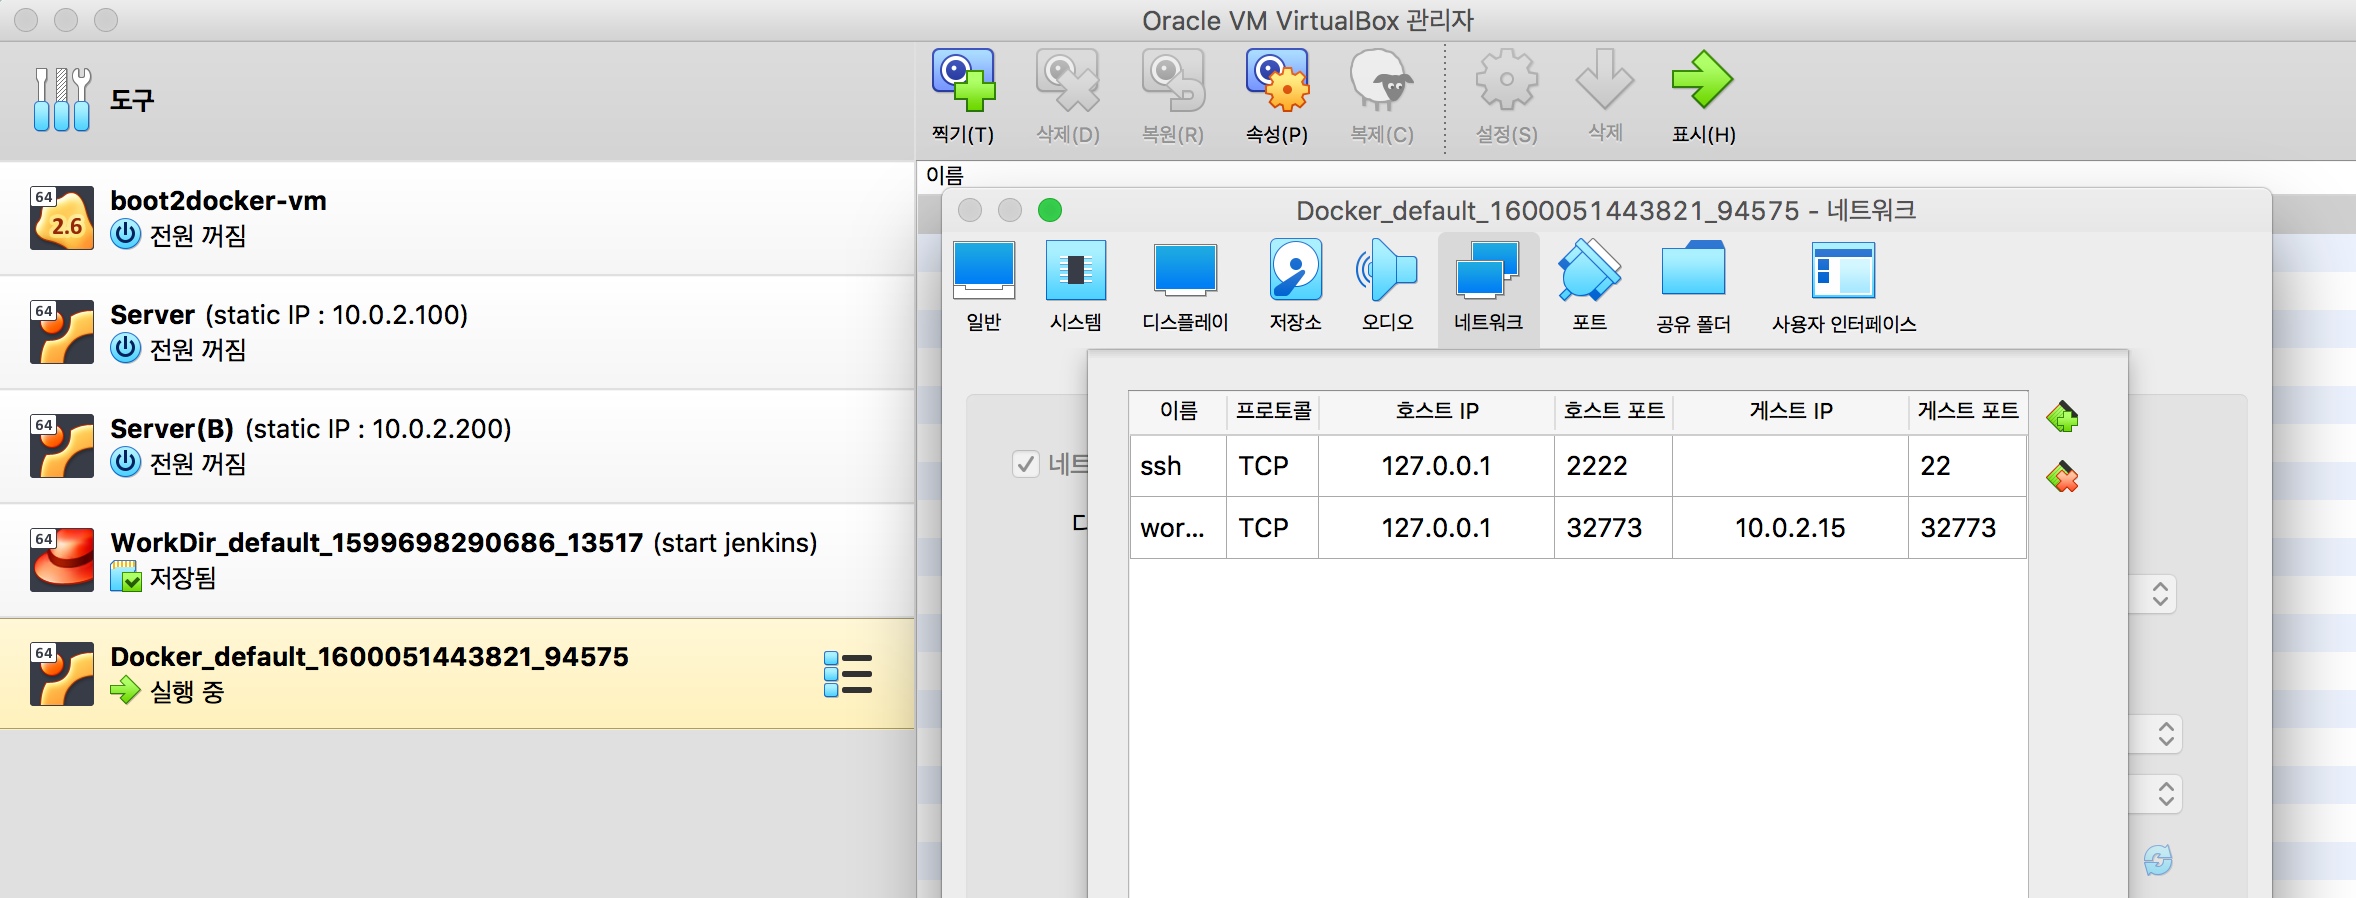 Oracle VM VirtualBox 관리자
도구
찍기(T) 삭제(D) 복원(R) 속성(P) 복제(C) 설정(S) 삭제 표시(H)
64 2.6 boot2docker-vm
전원 꺼짐
64 Server (static IP : 10.0.2.100)
전원 꺼짐
64 Server(B) (static IP : 10.0.2.200)
전원 꺼짐
64 WorkDir_default_1599698290686_13517 (start jenkins)
저장됨
64 Docker_default_1600051443821_94575
실행 중
이름
Docker_default_1600051443821_94575 - 네트워크
일반 시스템 디스플레이 저장소 오디오 네트워크 포트 공유 폴더 사용자 인터페이스
네트
이름 프로토콜 호스트 IP 호스트 포트 게스트 IP 게스트 포트
ssh TCP 127.0.0.1 2222 22
wor... TCP 127.0.0.1 32773 10.0.2.15 32773